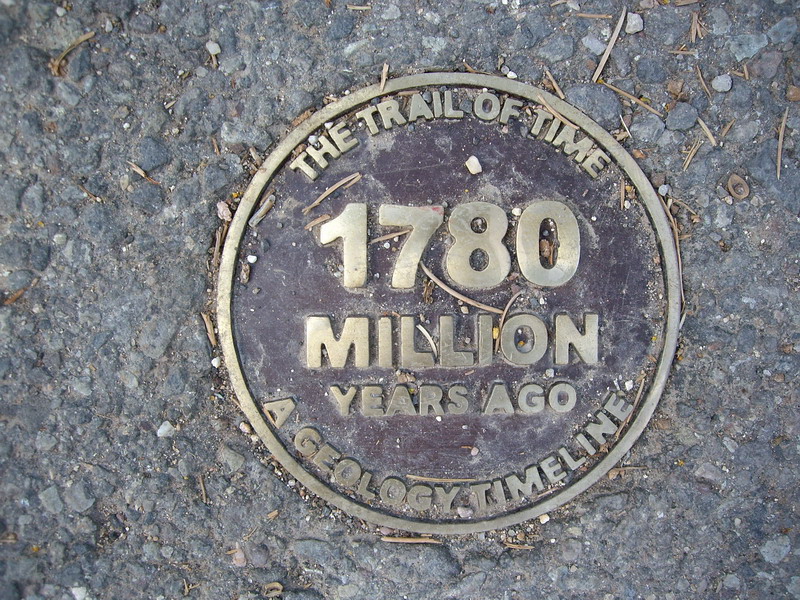 THE TRAIL OF TIME
1780
MILLION
YEARS AGO
A GEOLOGY TIMELINE